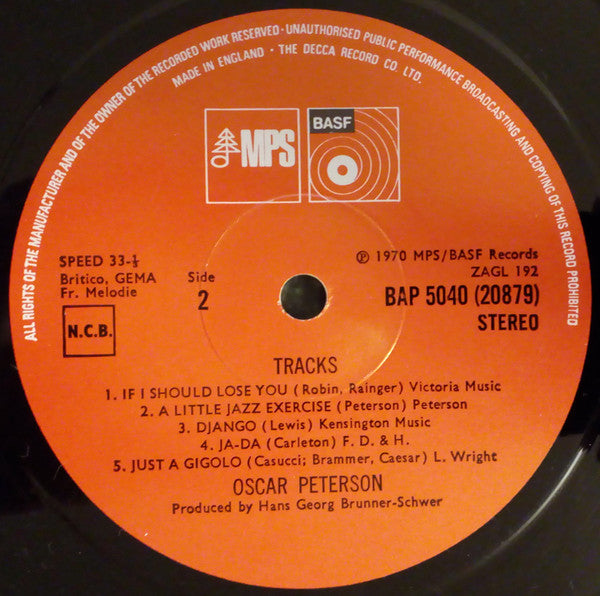 ALL RIGHTS OF THE MANUFACTURER AND OF THE OWNER OF THE RECORDED WORK RESERVED · UNAUTHORISED PUBLIC PERFORMANCE BROADCASTING AND COPYING OF THIS RECORD PROHIBITED
MADE IN ENGLAND · THE DECCA RECORD CO. LTD.
MPS
BASF
SPEED 33-⅓
Britico, GEMA
Fr. Melodie
N.C.B.
Side
2
℗ 1970 MPS/BASF Records
ZAGL 192
BAP 5040 (20879)
STEREO
TRACKS
1. IF I SHOULD LOSE YOU (Robin, Rainger) Victoria Music
2. A LITTLE JAZZ EXERCISE (Peterson) Peterson
3. DJANGO (Lewis) Kensington Music
4. JA-DA (Carleton) F. D. & H.
5. JUST A GIGOLO (Casucci; Brammer, Caesar) L. Wright
OSCAR PETERSON
Produced by Hans Georg Brunner-Schwer